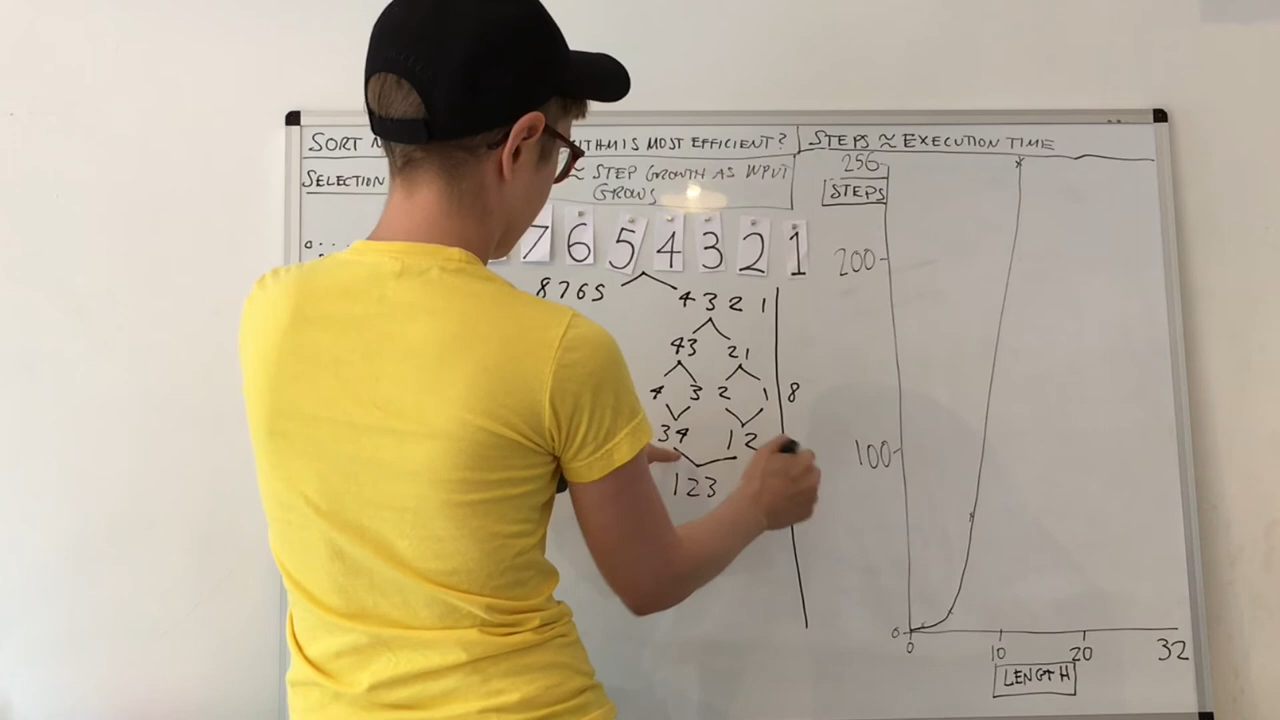 SORT
ITHM IS MOST EFFICIENT?
SELECTION
≈ STEP GROWTH AS INPUT
GROWS
7 6 5 4 3 2 1
8 7 6 5
4 3 2 1
43
21
4 3 2 1
8
34
12
123
STEPS ≈ EXECUTION TIME
256
STEPS
200
100
0
0 10 20 32
LENGTH